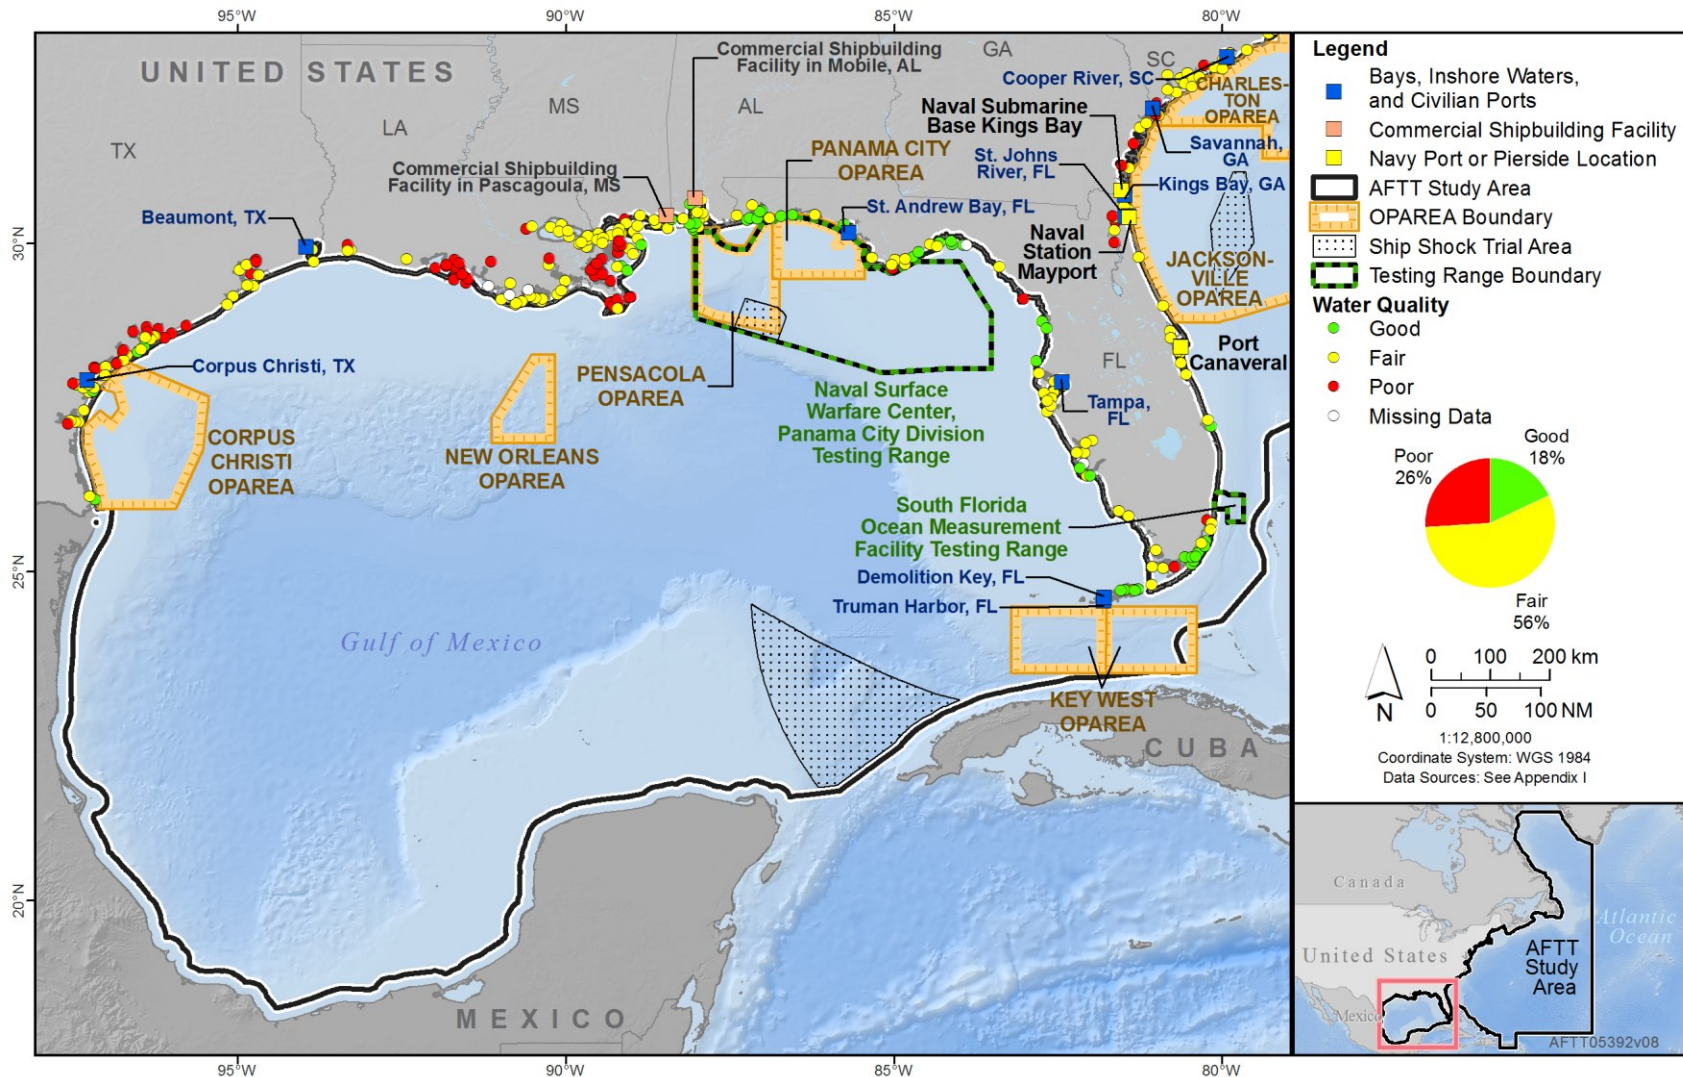 95°W
90°W
85°W
80°W
UNITED STATES
Commercial Shipbuilding
Facility in Mobile, AL
GA
SC
Cooper River, SC
CHARLES-
TON
OPAREA
MS
AL
LA
TX
Naval Submarine
Base Kings Bay
PANAMA CITY
OPAREA
St. Johns
River, FL
Savannah,
GA
Commercial Shipbuilding
Facility in Pascagoula, MS
Kings Bay, GA
Beaumont, TX
St. Andrew Bay, FL
30°N
30°N
Naval
Station
Mayport
JACKSON-
VILLE
OPAREA
Port
Canaveral
FL
Corpus Christi, TX
PENSACOLA
OPAREA
Naval Surface
Warfare Center,
Panama City Division
Testing Range
Tampa,
FL
CORPUS
CHRISTI
OPAREA
NEW ORLEANS
OPAREA
South Florida
Ocean Measurement
Facility Testing Range
25°N
25°N
Demolition Key, FL
Truman Harbor, FL
Gulf of Mexico
KEY WEST
OPAREA
CUBA
20°N
MEXICO
95°W
90°W
85°W
80°W
Legend
Bays, Inshore Waters,
and Civilian Ports
Commercial Shipbuilding Facility
Navy Port or Pierside Location
AFTT Study Area
OPAREA Boundary
Ship Shock Trial Area
Testing Range Boundary
Water Quality
Good
Fair
Poor
Missing Data
Good
18%
Poor
26%
Fair
56%
N
0 100 200 km
0 50 100 NM
1:12,800,000
Coordinate System: WGS 1984
Data Sources: See Appendix I
Canada
Atlantic
Ocean
United States
AFTT
Study
Area
Mexico
AFTT05392v08